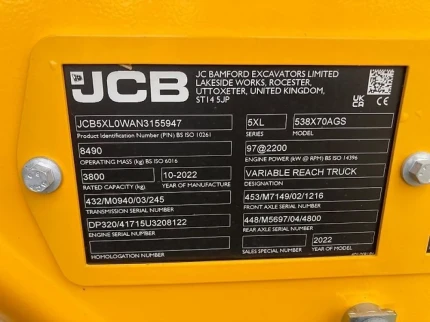 JCB
JC BAMFORD EXCAVATORS LIMITED
LAKESIDE WORKS, ROCESTER,
UTTOXETER, UNITED KINGDOM,
ST14 5JP
UK
CA
CE
JCB5XL0WAN3155947
Product Identification Number (PIN) BS ISO 10261
5XL
SERIES
538X70AGS
MODEL
8490
OPERATING MASS (kg) BS ISO 6016
97@2200
ENGINE POWER (kW @ RPM) BS ISO 14396
3800
RATED CAPACITY (kg)
10-2022
YEAR OF MANUFACTURE
VARIABLE REACH TRUCK
DESIGNATION
432/M0940/03/245
TRANSMISSION SERIAL NUMBER
453/M7149/02/1216
FRONT AXLE SERIAL NUMBER
DP320/41715U3208122
ENGINE SERIAL NUMBER
448/M5697/04/4800
REAR AXLE SERIAL NUMBER
HOMOLOGATION NUMBER
SALES SPECIAL NUMBER
2022
YEAR OF MODEL